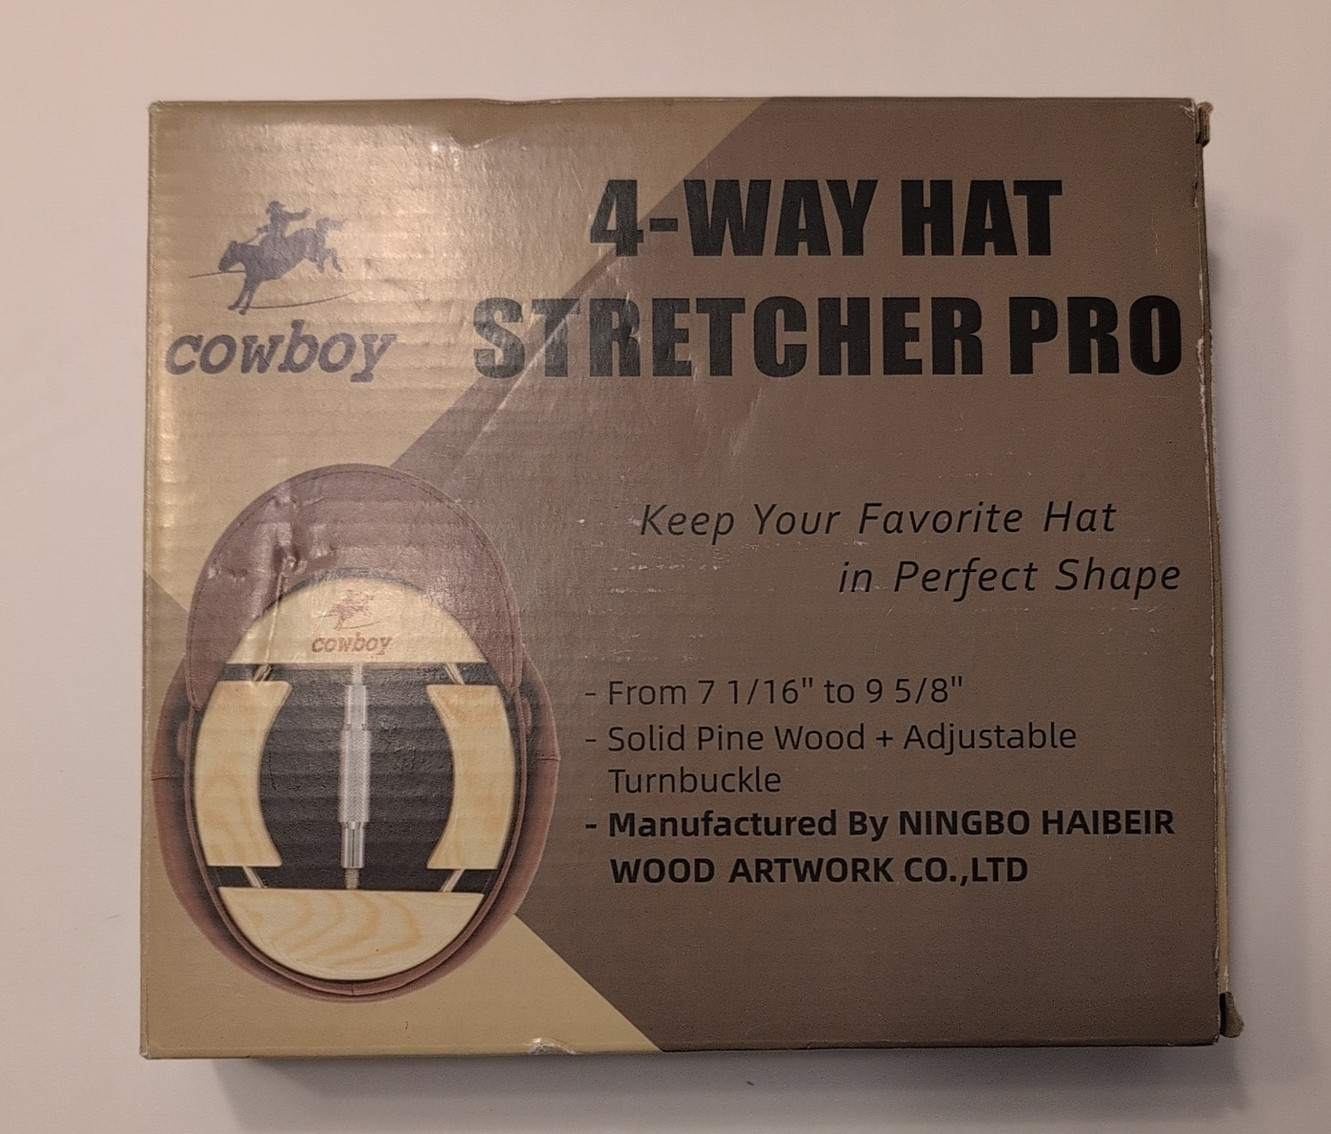 cowboy
4-WAY HAT
STRETCHER PRO
Keep Your Favorite Hat
in Perfect Shape
cowboy
- From 7 1/16" to 9 5/8"
- Solid Pine Wood + Adjustable
Turnbuckle
- Manufactured By NINGBO HAIBEIR
WOOD ARTWORK CO.,LTD